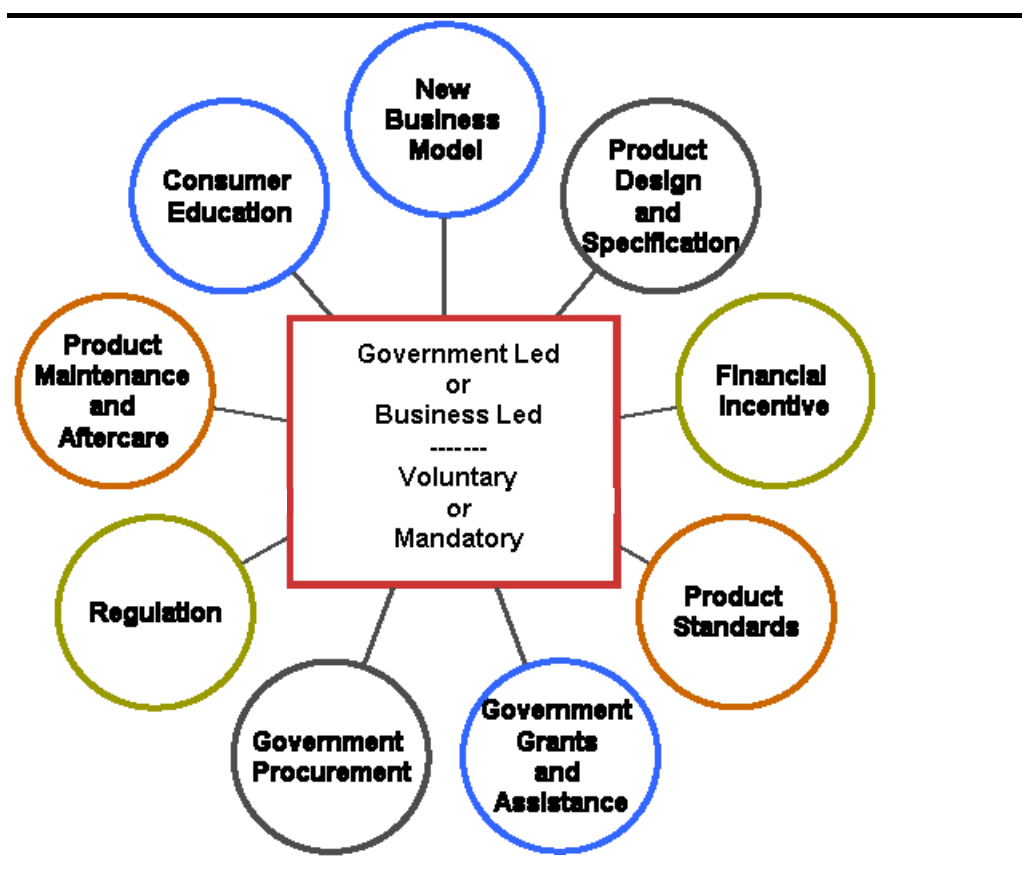 New
Business
Model
Product
Design
and
Specification
Financial
Incentive
Product
Standards
Government
Grants
and
Assistance
Government
Procurement
Regulation
Product
Maintenance
and
Aftercare
Consumer
Education
Government Led
or
Business Led
-------
Voluntary
or
Mandatory